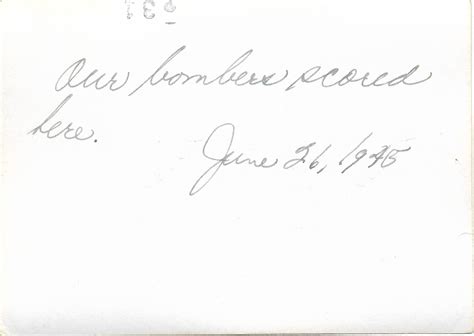 Our bombers scored
here.
June 26, 1945